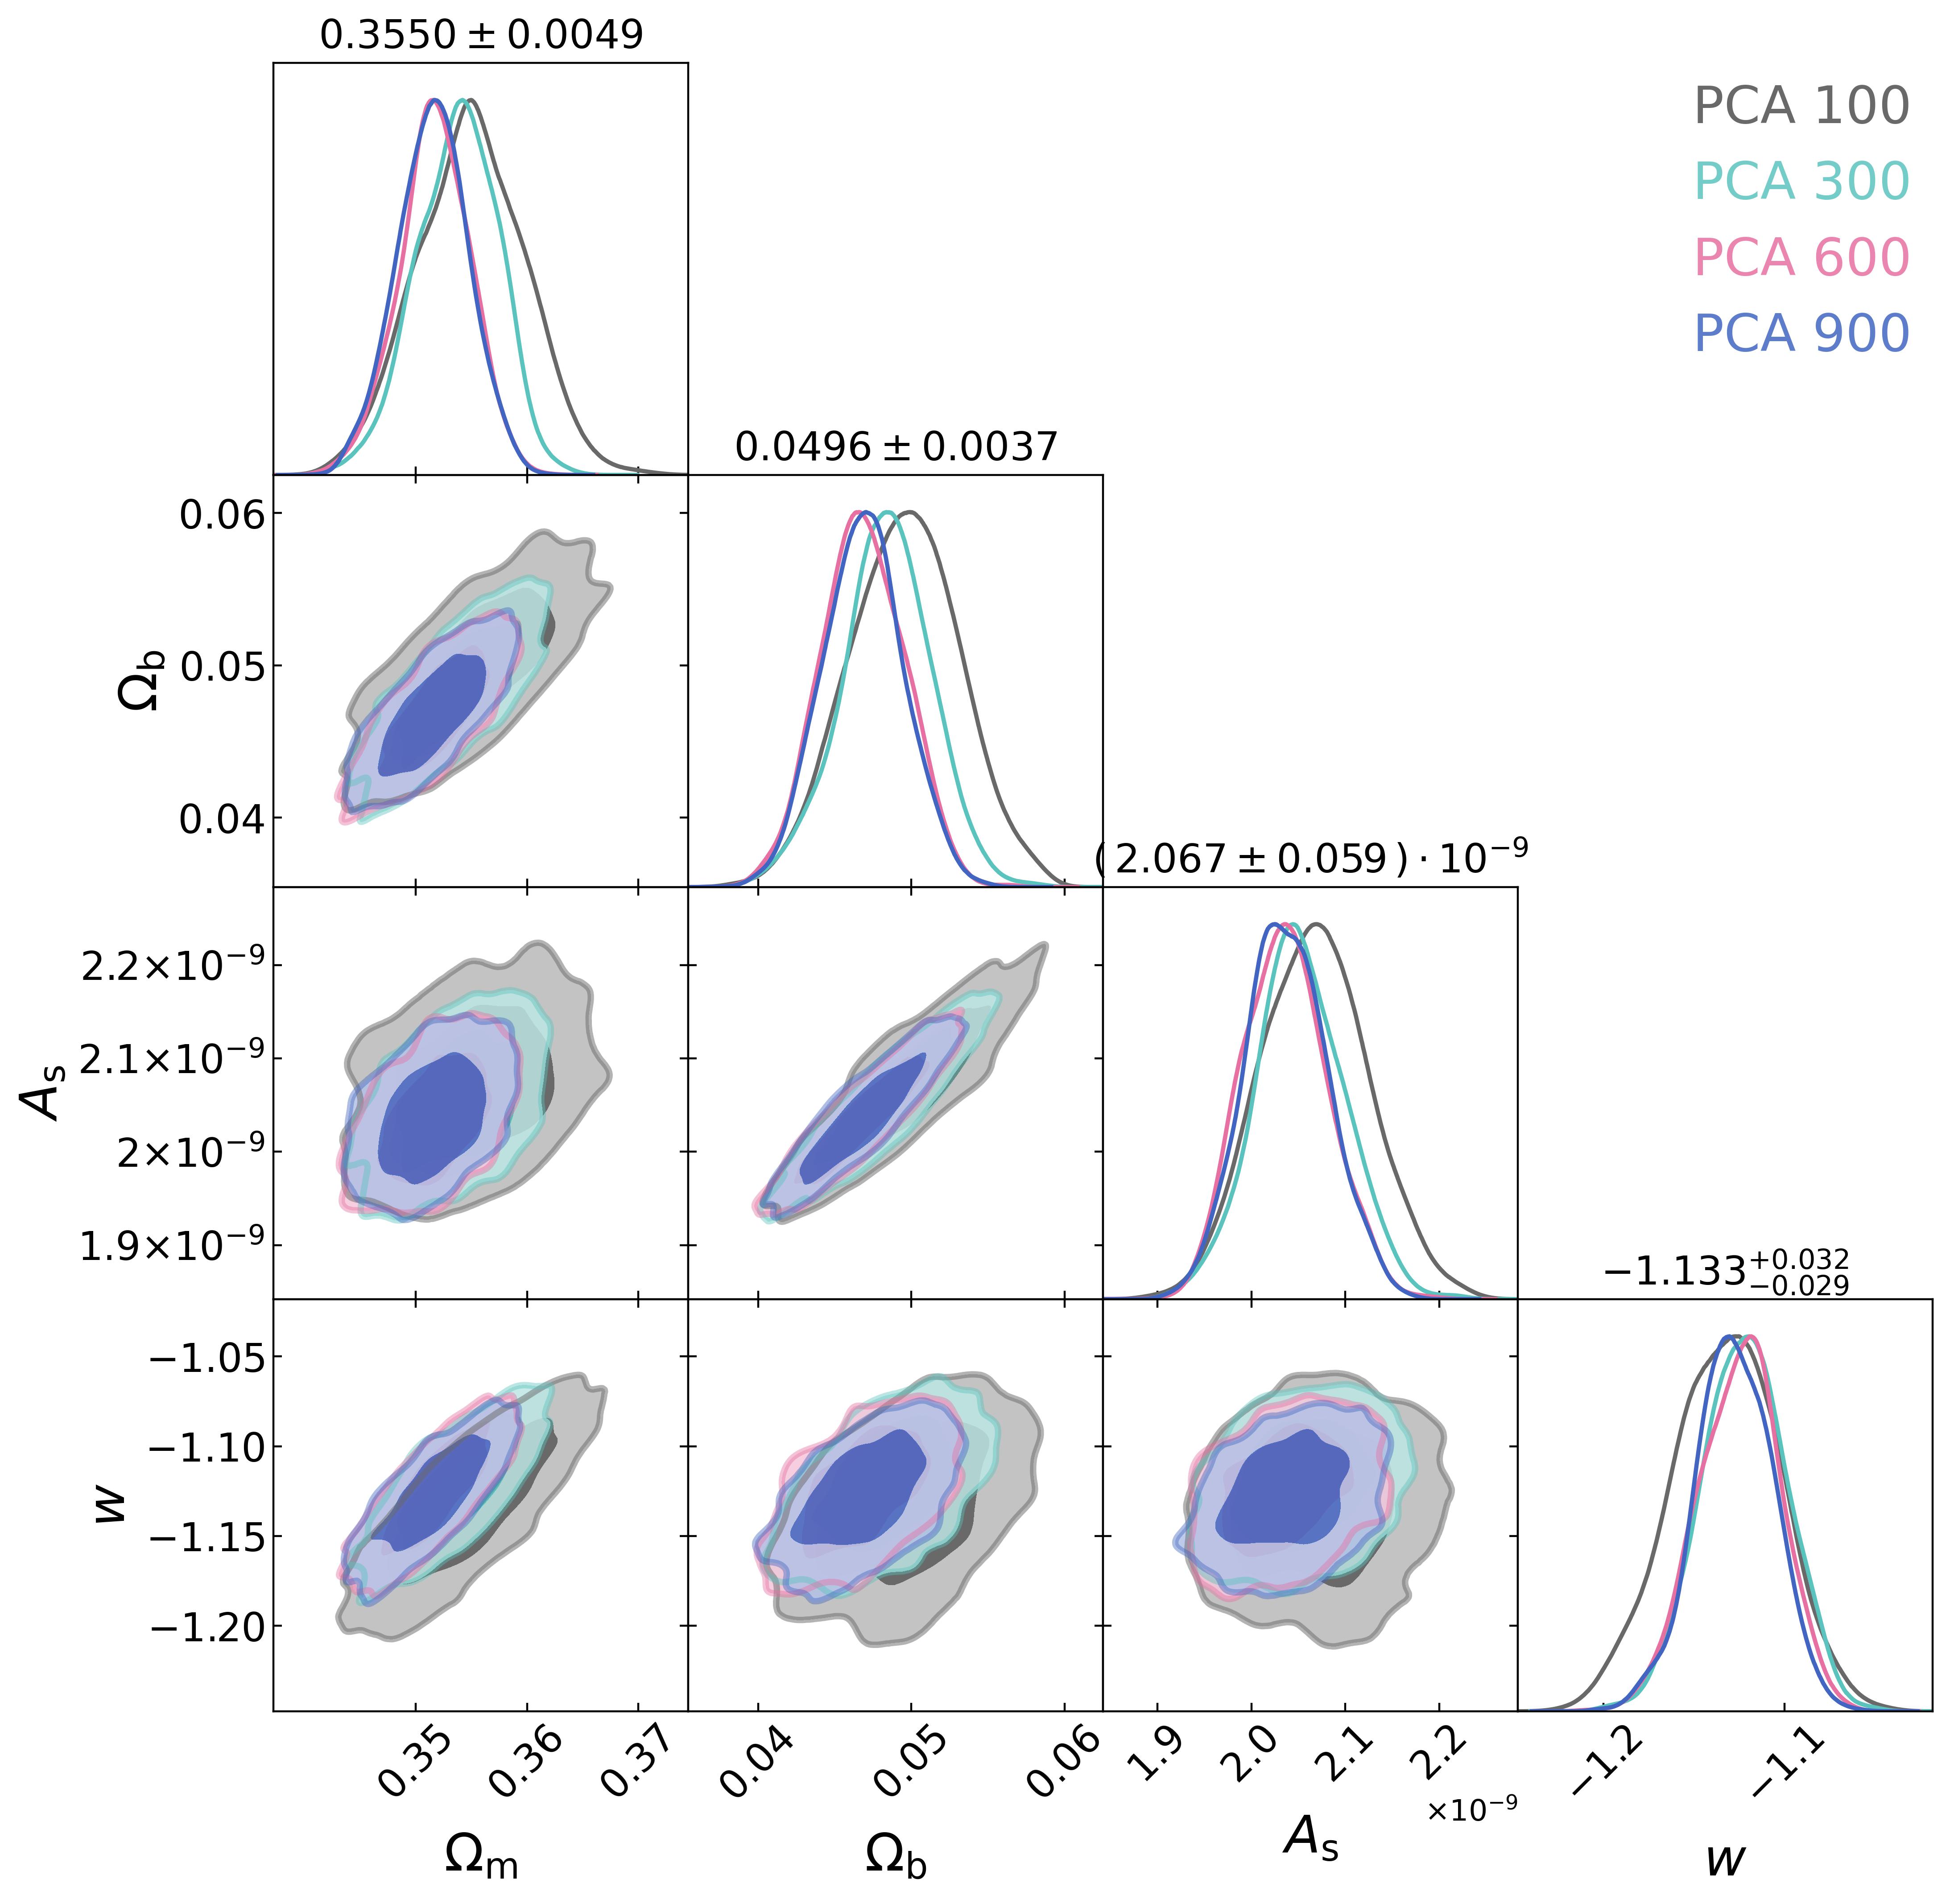 0.3550 ± 0.0049
PCA 100
PCA 300
PCA 600
PCA 900
0.0496 ± 0.0037
0.06
0.05
0.04
Ω_b
(2.067 ± 0.059) · 10⁻⁹
2.2×10⁻⁹
2.1×10⁻⁹
2×10⁻⁹
1.9×10⁻⁹
A_s
−1.133 +0.032 −0.029
−1.05
−1.10
−1.15
−1.20
w
0.35 0.36 0.37
0.04 0.05 0.06
1.9 2.0 2.1 2.2
×10⁻⁹
−1.2 −1.1
Ω_m
Ω_b
A_s
w